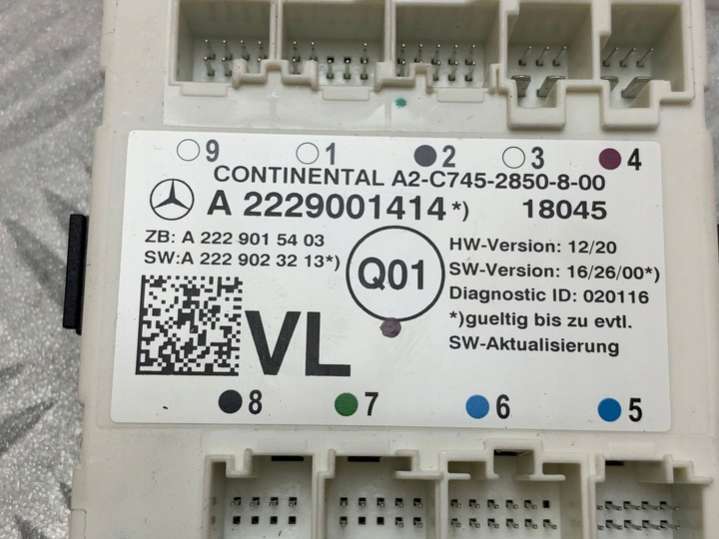 9 1 2 3 4
CONTINENTAL A2-C745-2850-8-00
A 2229001414*) 18045
ZB: A 222 901 54 03
SW:A 222 902 32 13*)
Q01
HW-Version: 12/20
SW-Version: 16/26/00*)
Diagnostic ID: 020116
*)gueltig bis zu evtl.
SW-Aktualisierung
VL
8 7 6 5